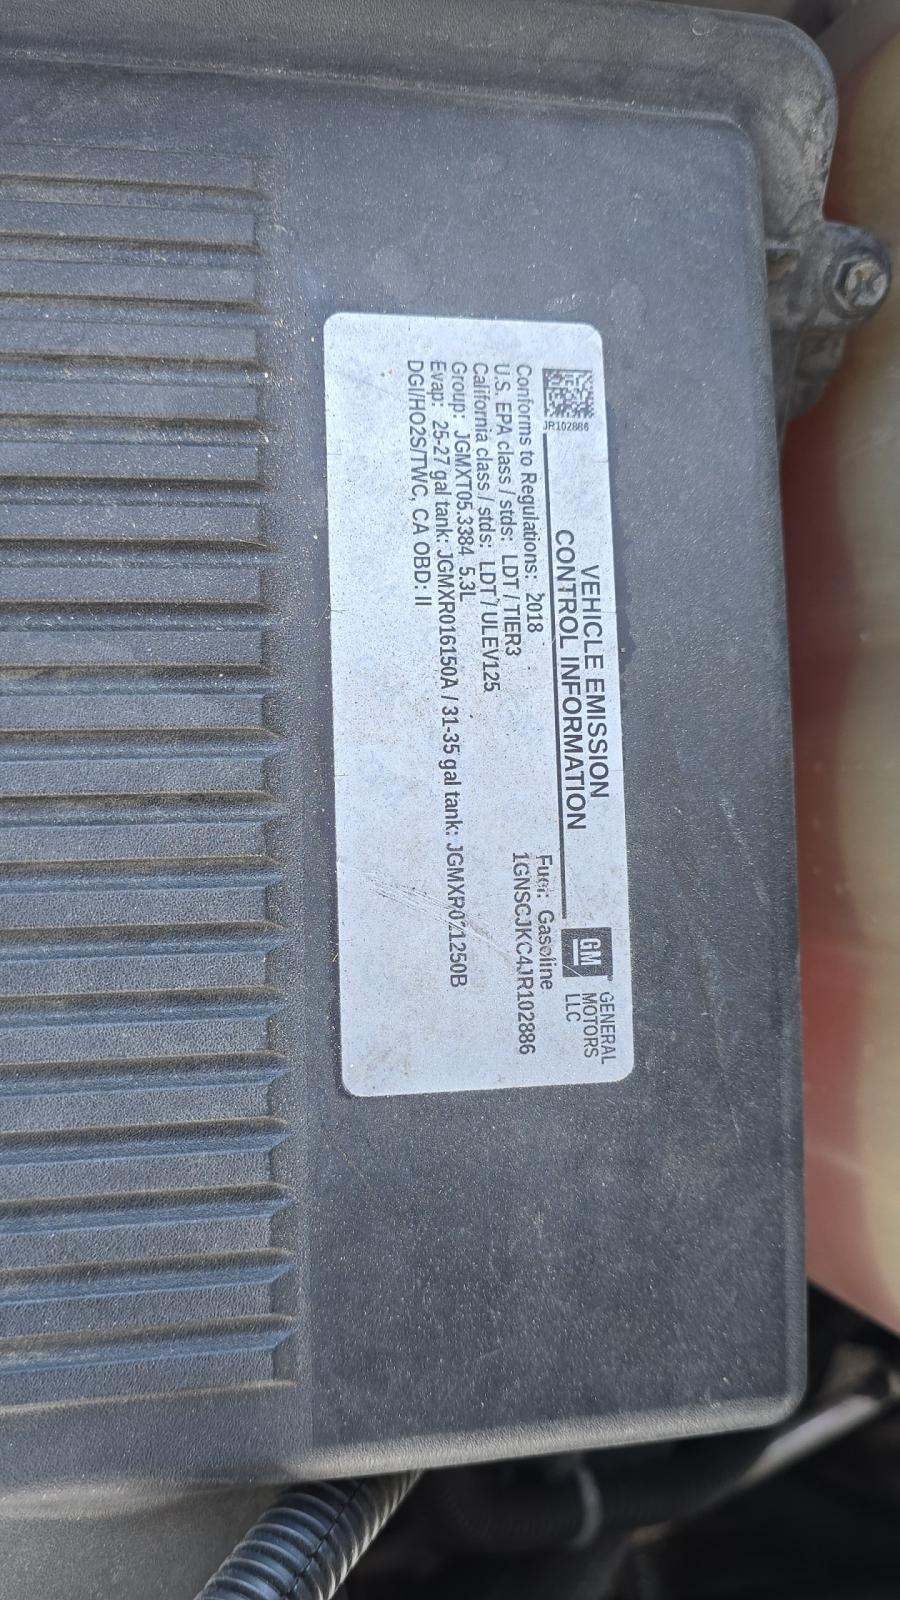 JR102886
VEHICLE EMISSION
CONTROL INFORMATION
GM
GENERAL
MOTORS
LLC
Conforms to Regulations: 2018
Fuel: Gasoline
U.S. EPA class / stds: LDT / TIER3
1GNSCJKC4JR102886
California class / stds: LDT / ULEV125
Group: JGMXT05.3384 5.3L
Evap: 25-27 gal tank: JGMXR016150A / 31-35 gal tank: JGMXR021250B
DGI/HO2S/TWC, CA OBD: II